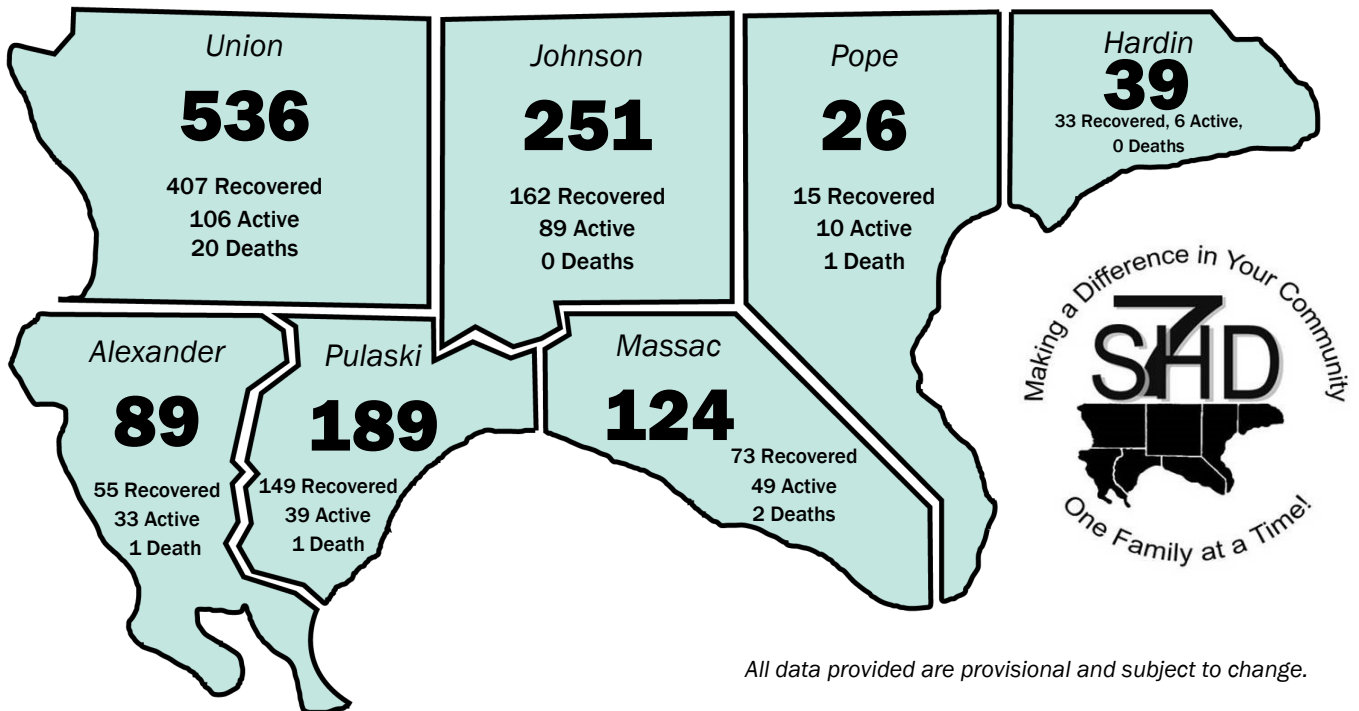 Union
536
407 Recovered
106 Active
20 Deaths
Johnson
251
162 Recovered
89 Active
0 Deaths
Pope
26
15 Recovered
10 Active
1 Death
Hardin
39
33 Recovered, 6 Active,
0 Deaths
Alexander
89
55 Recovered
33 Active
1 Death
Pulaski
189
149 Recovered
39 Active
1 Death
Massac
124
73 Recovered
49 Active
2 Deaths
Making a Difference in Your Community
S7HD
One Family at a Time!
All data provided are provisional and subject to change.